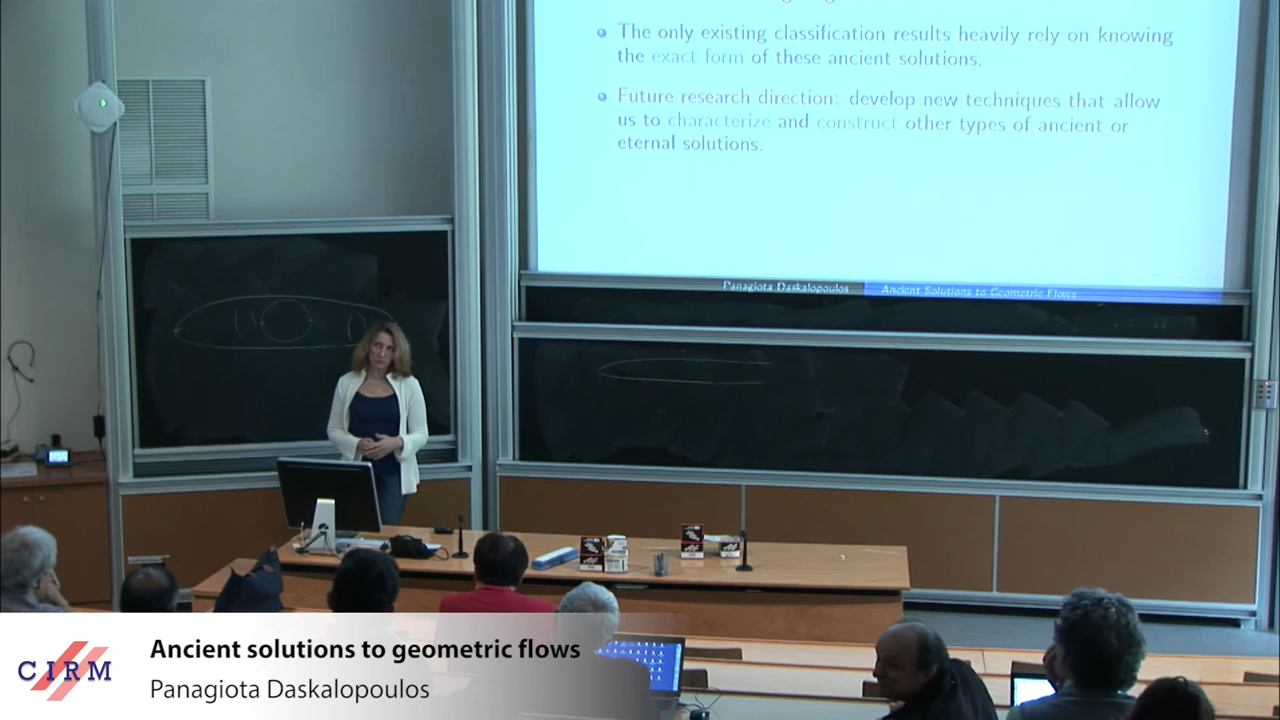 The only existing classification results heavily rely on knowing
the exact form of these ancient solutions.
Future research direction: develop new techniques that allow
us to characterize and construct other types of ancient or
eternal solutions.
Panagiota Daskalopoulos
Ancient Solutions to Geometric Flows
CIRM
Ancient solutions to geometric flows
Panagiota Daskalopoulos